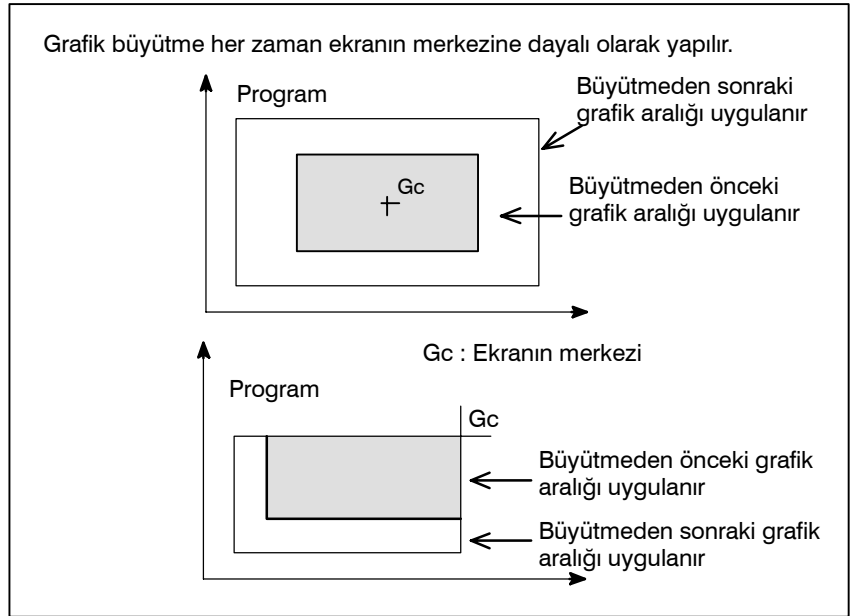 Grafik büyütme her zaman ekranın merkezine dayalı olarak yapılır.
Program
Büyütmeden sonraki
grafik aralığı uygulanır
Gc
Büyütmeden önceki
grafik aralığı uygulanır
Gc : Ekranın merkezi
Program
Gc
Büyütmeden önceki grafik
aralığı uygulanır
Büyütmeden sonraki grafik
aralığı uygulanır